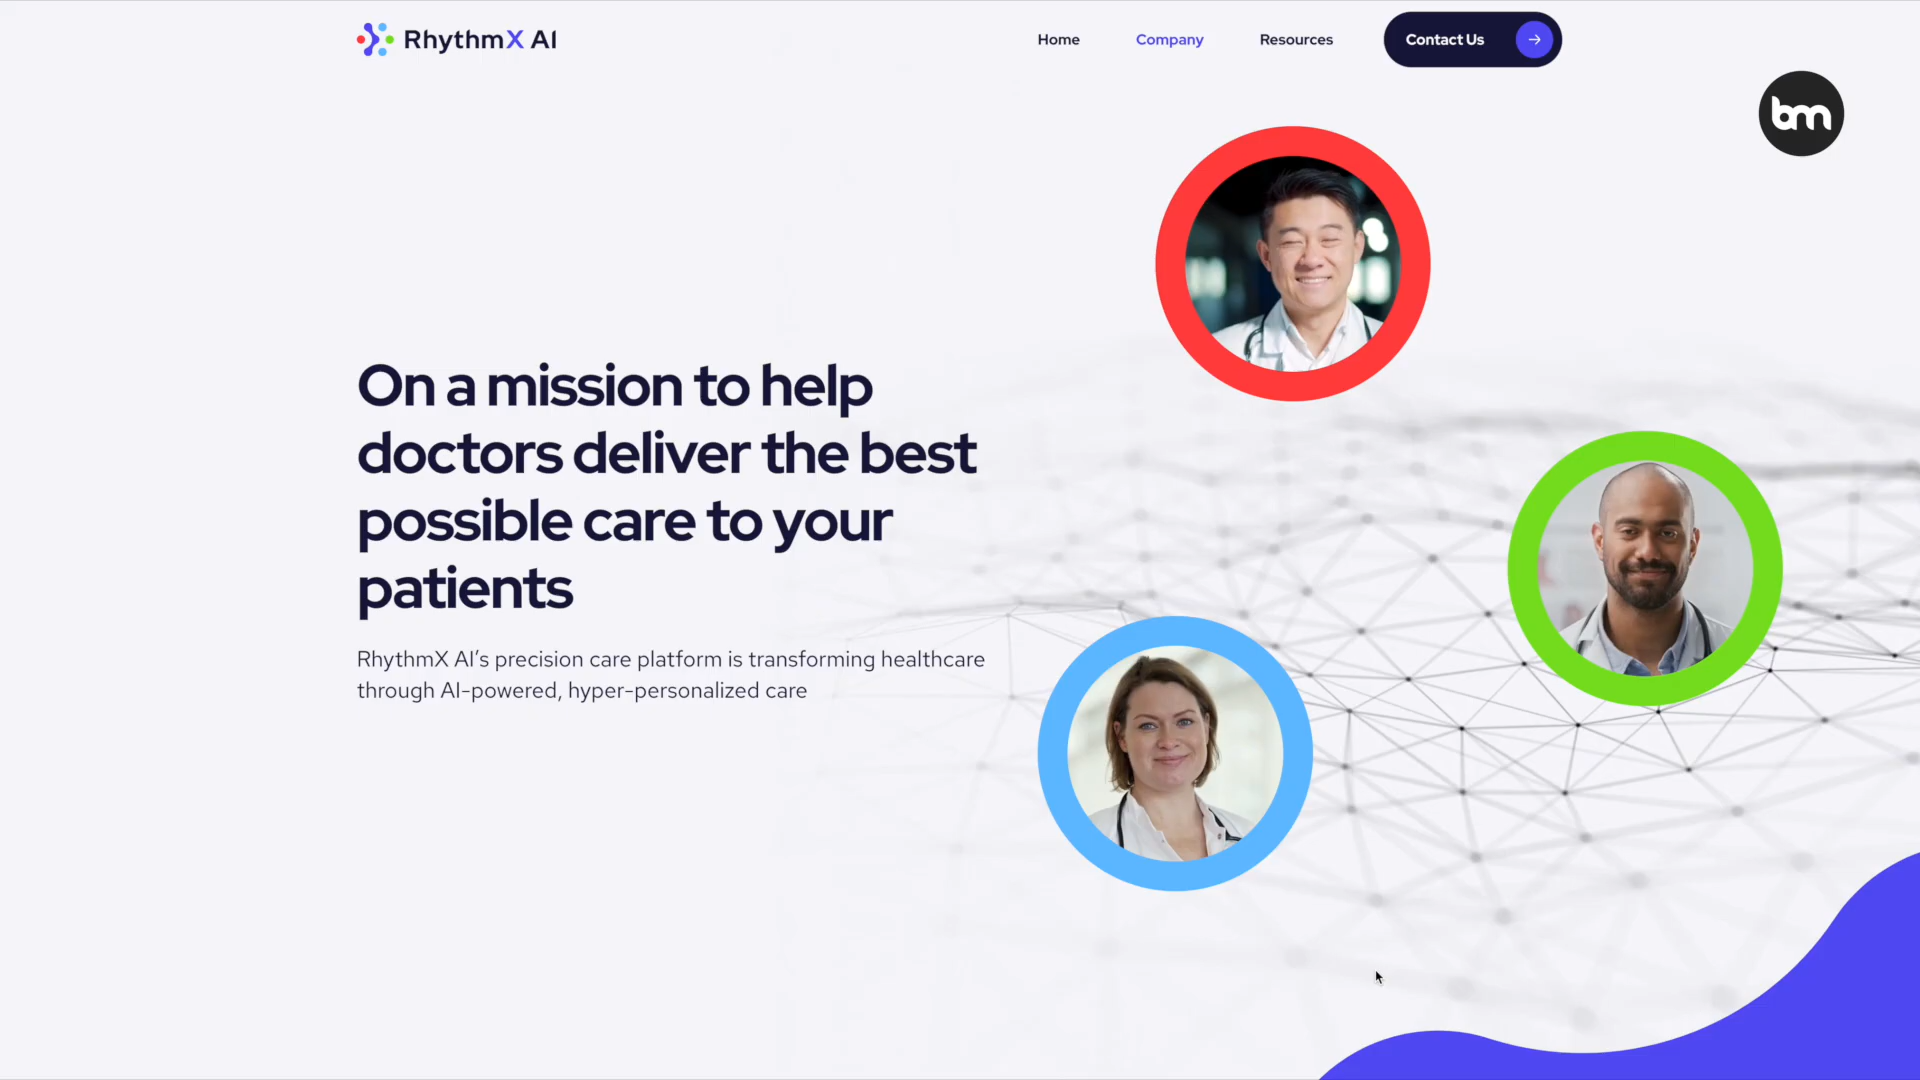 RhythmX AI
Home
Company
Resources
Contact Us
bm
On a mission to help
doctors deliver the best
possible care to your
patients
RhythmX AI’s precision care platform is transforming healthcare
through AI-powered, hyper-personalized care